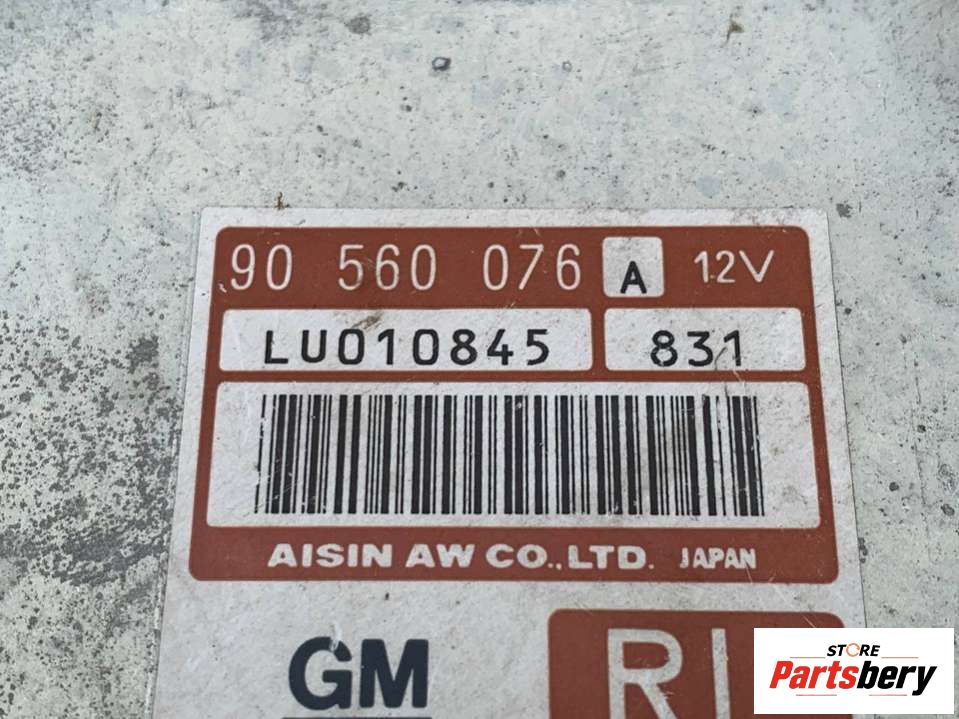 90 560 076 A 12V
LU010845 831
AISIN AW CO., LTD. JAPAN
GM
STORE
Partsbery